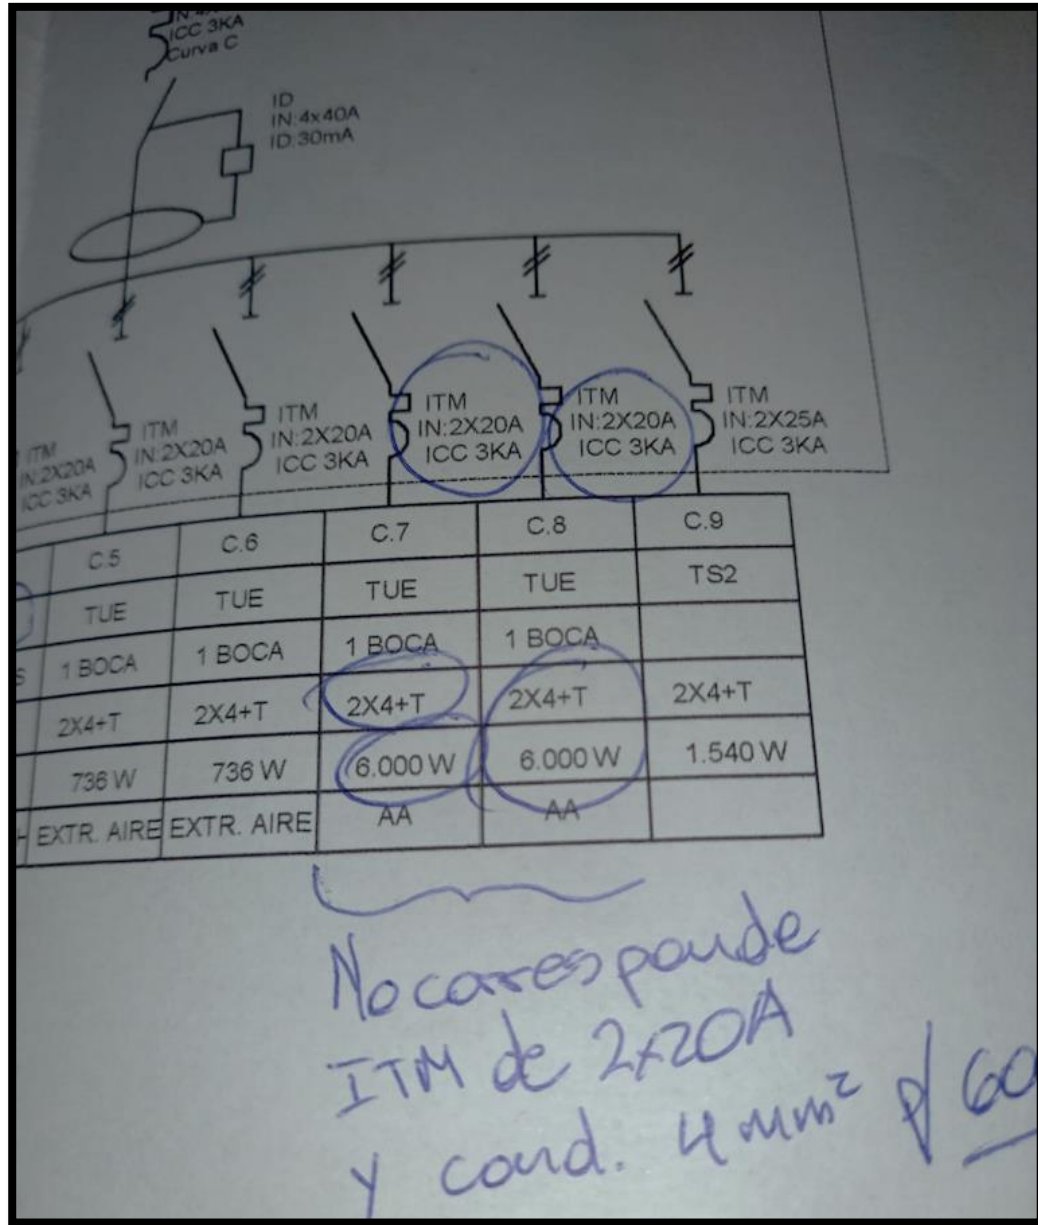 ICC 3KA
Curva C
ID
IN:4x40A
ID:30mA
ITM
IN:2X20A
ICC 3KA
ITM
IN:2X20A
ICC 3KA
ITM
IN:2X20A
ICC 3KA
ITM
IN:2X20A
ICC 3KA
ITM
IN:2X20A
ICC 3KA
ITM
IN:2X25A
ICC 3KA
C.5 C.6 C.7 C.8 C.9
TUE TUE TUE TUE TS2
1 BOCA 1 BOCA 1 BOCA 1 BOCA
2X4+T 2X4+T 2X4+T 2X4+T 2X4+T
736 W 736 W 6.000 W 6.000 W 1.540 W
EXTR. AIRE EXTR. AIRE AA AA
No corresponde
ITM de 2x20A
y cond. 4 mm² p/ 60